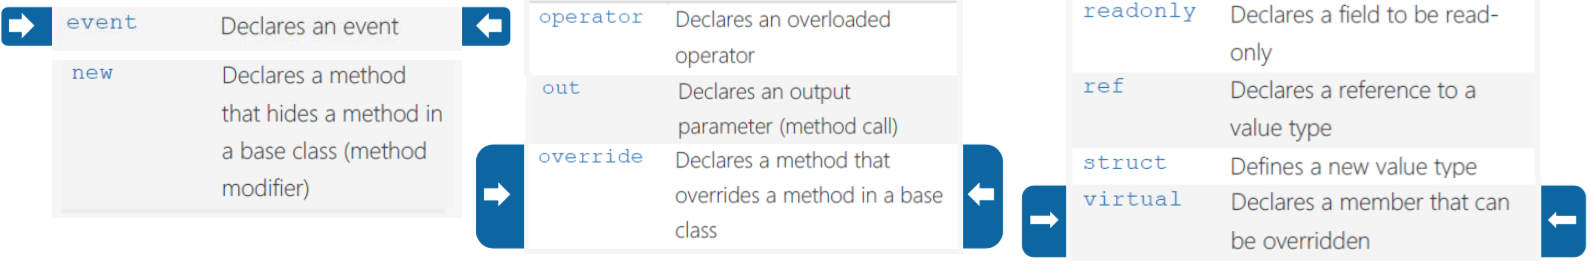 event Declares an event
new Declares a method
that hides a method in
a base class (method
modifier)
operator Declares an overloaded
operator
out Declares an output
parameter (method call)
override Declares a method that
overrides a method in a base
class
readonly Declares a field to be read-
only
ref Declares a reference to a
value type
struct Defines a new value type
virtual Declares a member that can
be overridden